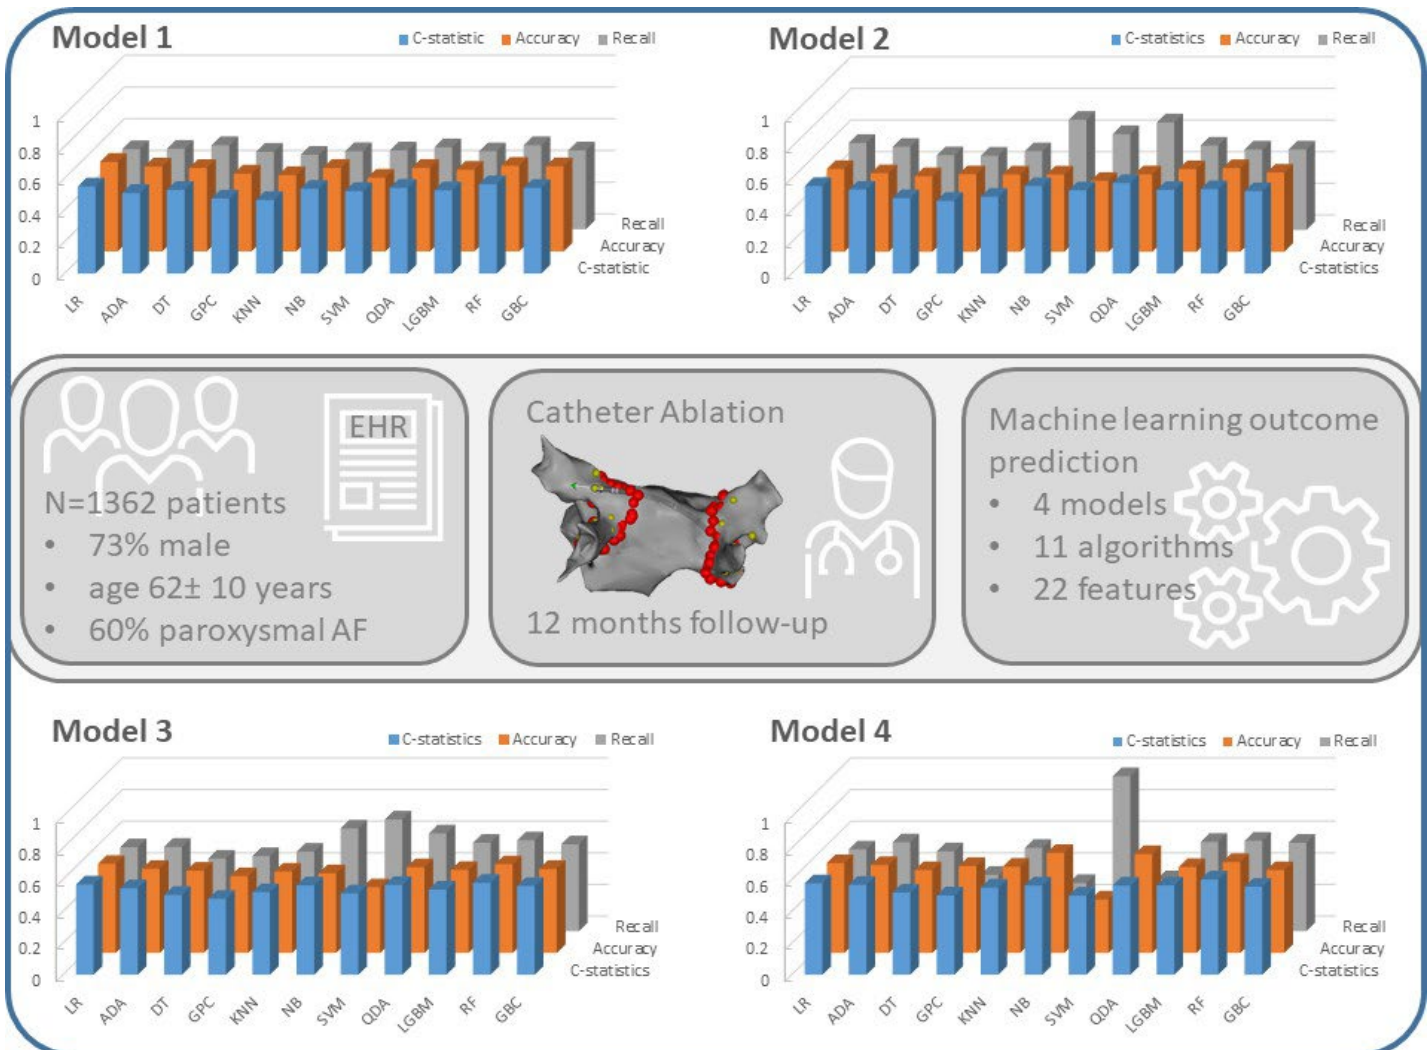 Model 1
C-statistic Accuracy Recall
1
0.8
0.6
0.4
0.2
0
Recall
Accuracy
C-statistic
LR ADA DT GPC KNN NB SVM QDA LGBM RF GBC
Model 2
C-statistics Accuracy Recall
1
0.8
0.6
0.4
0.2
0
Recall
Accuracy
C-statistics
LR ADA DT GPC KNN NB SVM QDA LGBM RF GBC
EHR
N=1362 patients
• 73% male
• age 62± 10 years
• 60% paroxysmal AF
Catheter Ablation
12 months follow-up
Machine learning outcome
prediction
• 4 models
• 11 algorithms
• 22 features
Model 3
C-statistics Accuracy Recall
1
0.8
0.6
0.4
0.2
0
Recall
Accuracy
C-statistics
LR ADA DT GPC KNN NB SVM QDA LGBM RF GBC
Model 4
C-statistics Accuracy Recall
1
0.8
0.6
0.4
0.2
0
Recall
Accuracy
C-statistics
LR ADA DT GPC KNN NB SVM QDA LGBM RF GBC